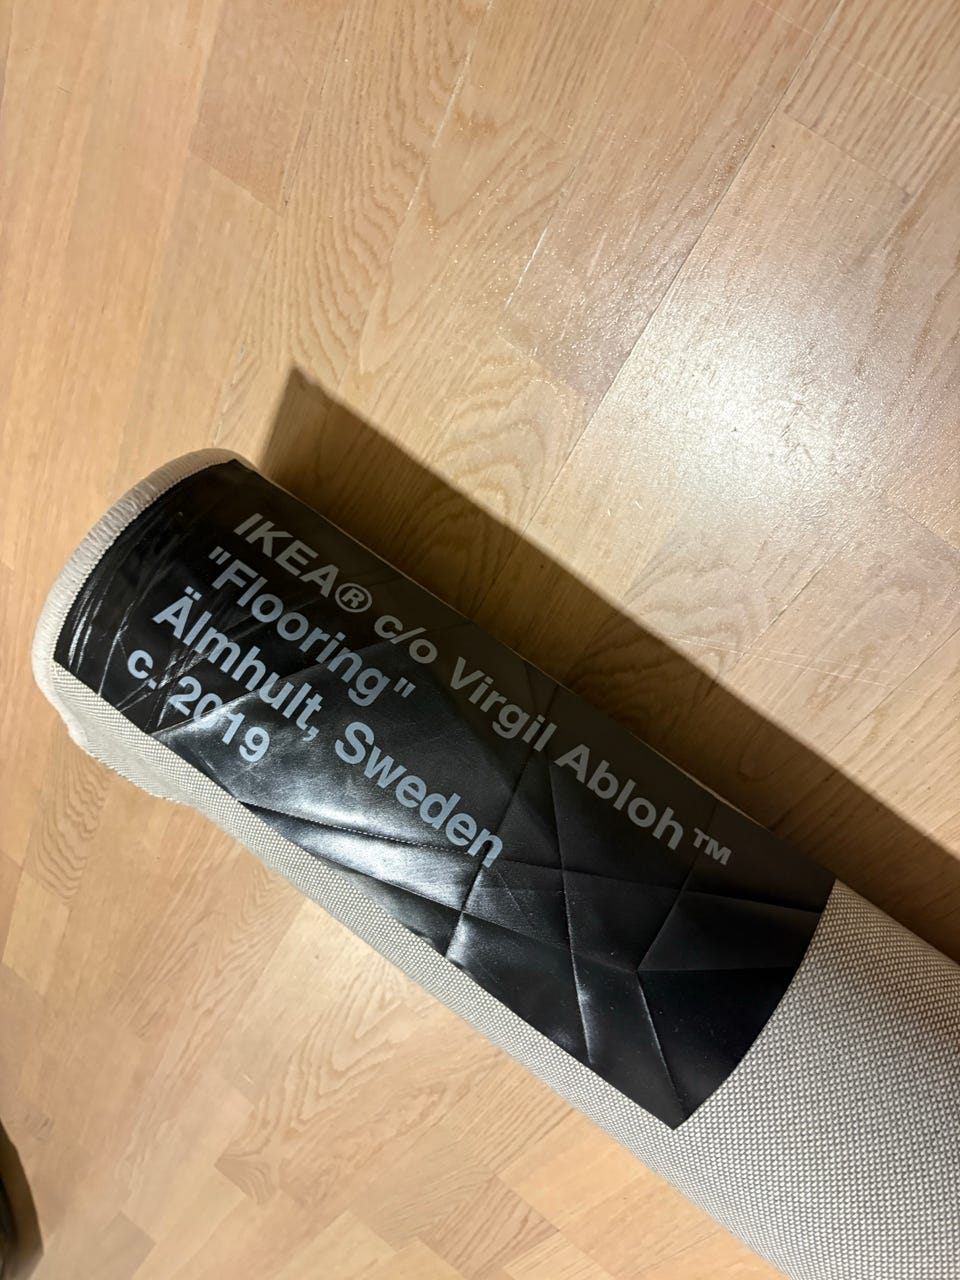 IKEA® c/o Virgil Abloh™
"Flooring"
Älmhult, Sweden
c. 2019